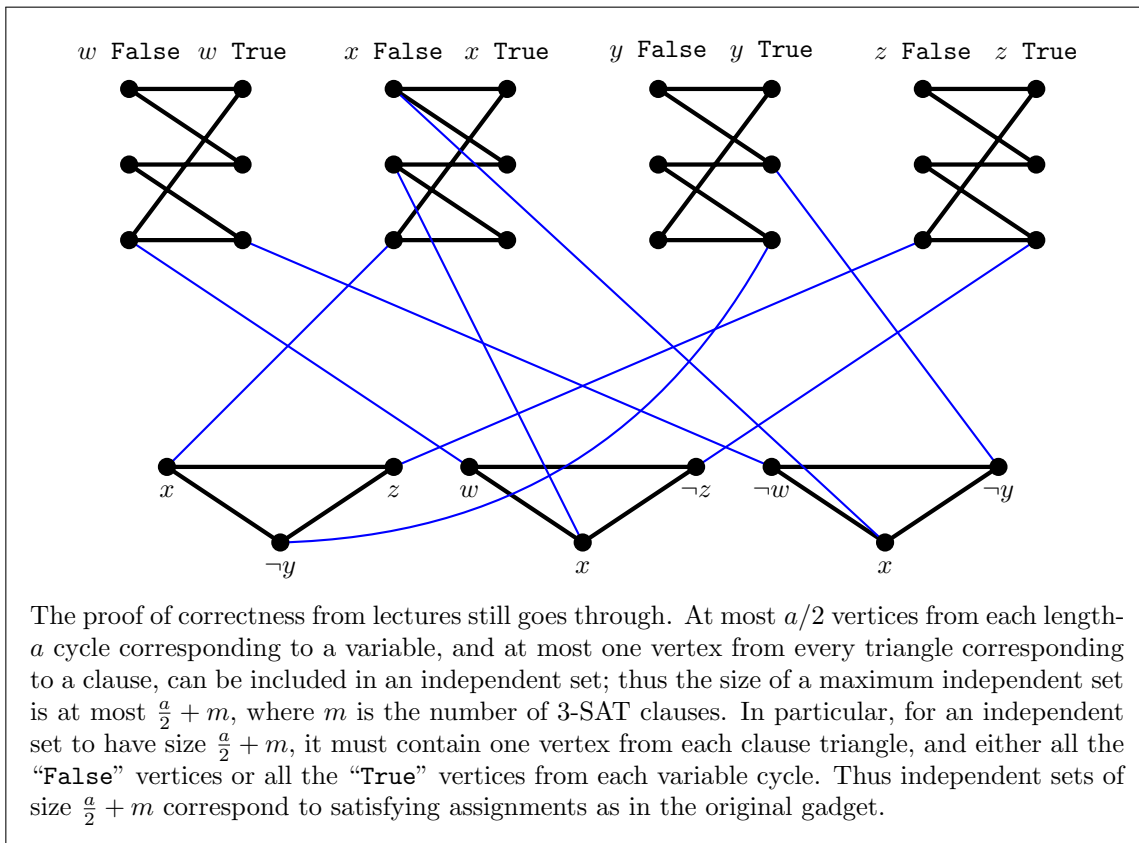 w False w True x False x True y False y True z False z True
x z w ¬z ¬w ¬y
¬y x x
The proof of correctness from lectures still goes through. At most a/2 vertices from each length-
a cycle corresponding to a variable, and at most one vertex from every triangle corresponding
to a clause, can be included in an independent set; thus the size of a maximum independent set
is at most \frac{a}{2} + m, where m is the number of 3-SAT clauses. In particular, for an independent
set to have size \frac{a}{2} + m, it must contain one vertex from each clause triangle, and either all the
“False” vertices or all the “True” vertices from each variable cycle. Thus independent sets of
size \frac{a}{2} + m correspond to satisfying assignments as in the original gadget.